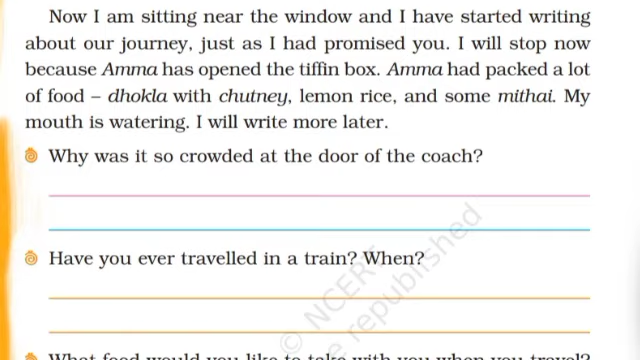 Now I am sitting near the window and I have started writing
about our journey, just as I had promised you. I will stop now
because Amma has opened the tiffin box. Amma had packed a lot
of food – dhokla with chutney, lemon rice, and some mithai. My
mouth is watering. I will write more later.
Why was it so crowded at the door of the coach?
Have you ever travelled in a train? When?
© NCERT
republished
What food would you like to take with you when you travel?